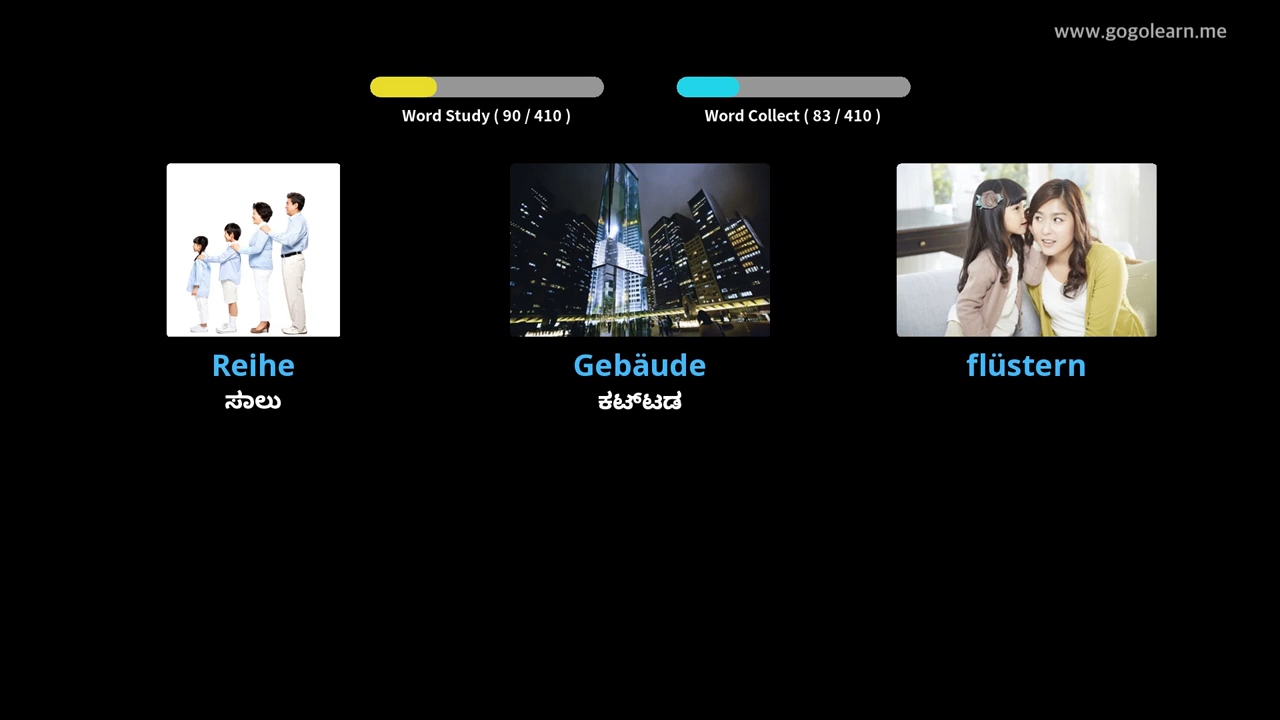 www.gogolearn.me
Word Study ( 90 / 410 )
Word Collect ( 83 / 410 )
Reihe
ಸಾಲು
Gebäude
ಕಟ್ಟಡ
flüstern